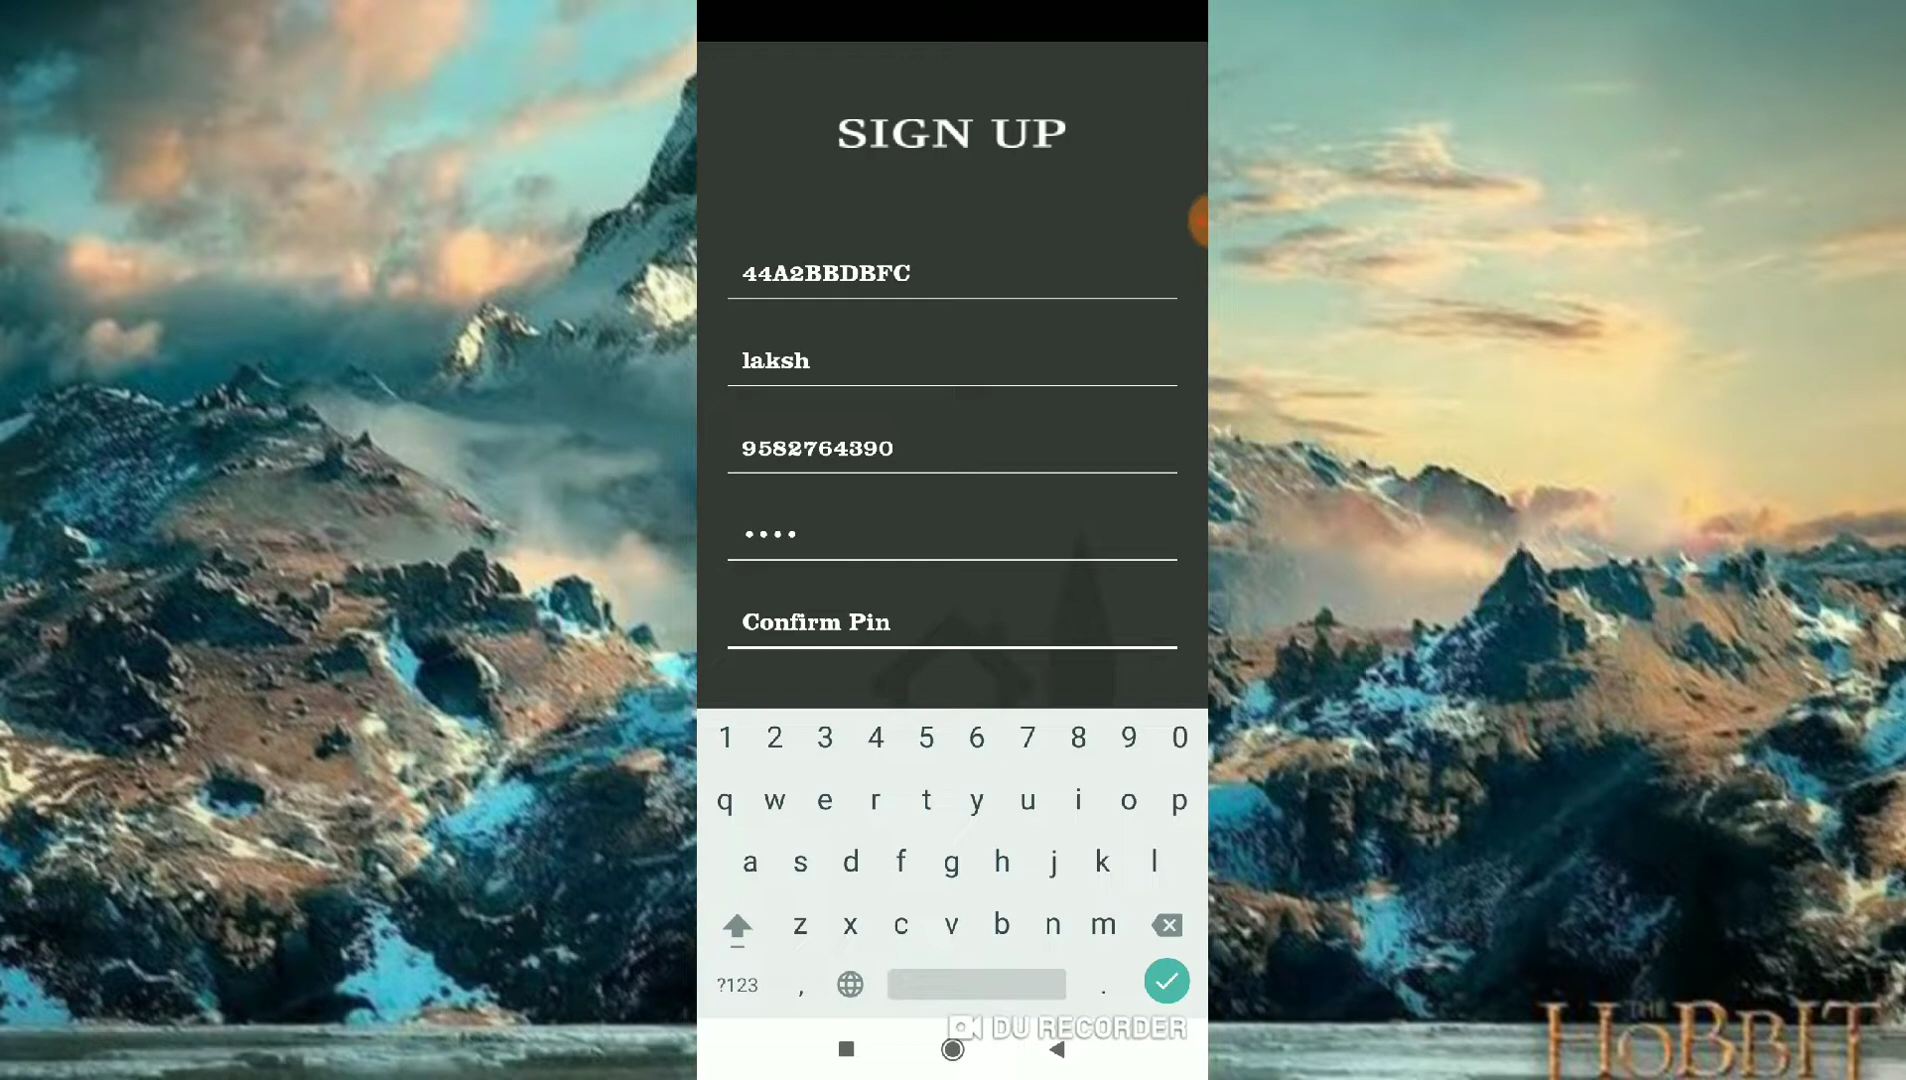 SIGN UP
44A2BBDBFC
laksh
9582764390
••••
Confirm Pin
1 2 3 4 5 6 7 8 9 0
q w e r t y u i o p
a s d f g h j k l
z x c v b n m
?123 , .
DU RECORDER
THE
HOBBIT